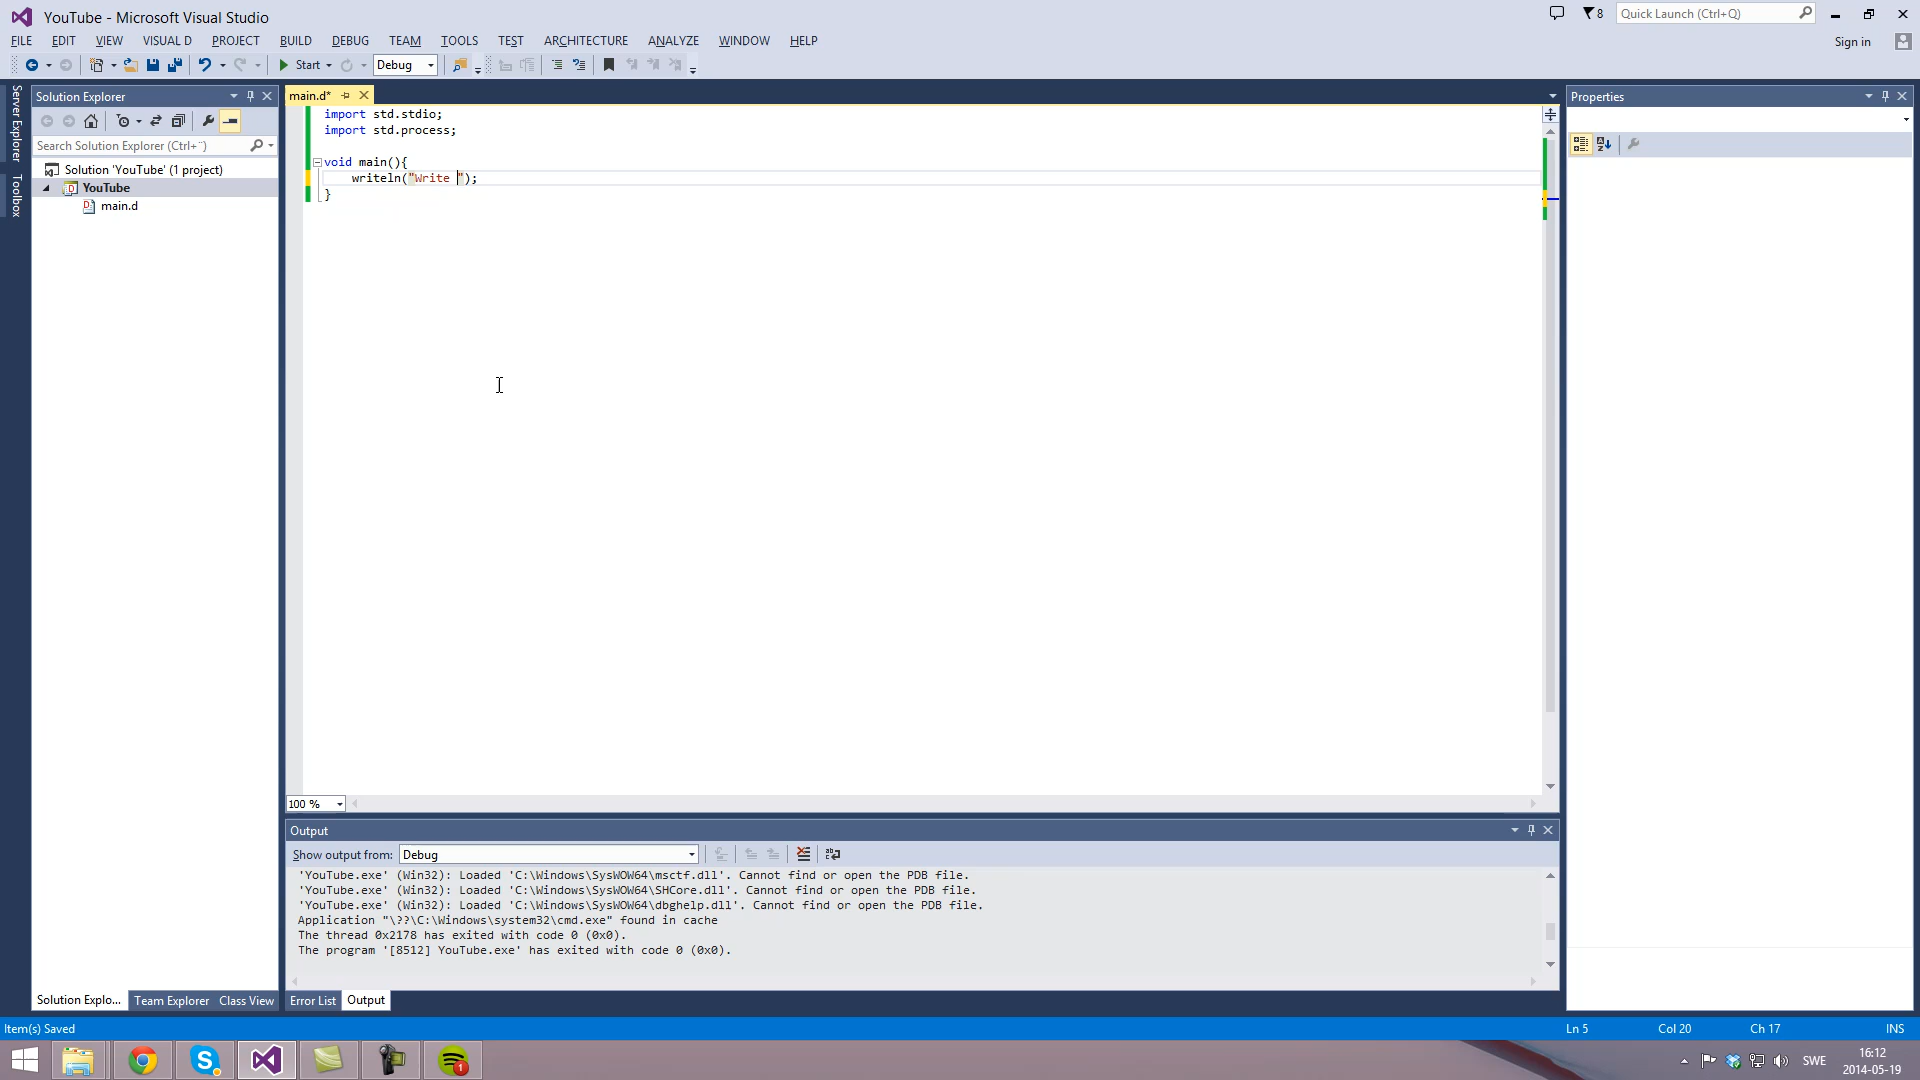 YouTube - Microsoft Visual Studio
8
Quick Launch (Ctrl+Q)
FILE EDIT VIEW VISUAL D PROJECT BUILD DEBUG TEAM TOOLS TEST ARCHITECTURE ANALYZE WINDOW HELP
Sign in
Start
Debug
Server Explorer
Toolbox
Solution Explorer
Search Solution Explorer (Ctrl+¨)
Solution 'YouTube' (1 project)
YouTube
main.d
main.d*
import std.stdio;
import std.process;
void main(){
writeln("Write ");
}
Properties
100 %
Output
Show output from: Debug
'YouTube.exe' (Win32): Loaded 'C:\Windows\SysWOW64\msctf.dll'. Cannot find or open the PDB file.
'YouTube.exe' (Win32): Loaded 'C:\Windows\SysWOW64\SHCore.dll'. Cannot find or open the PDB file.
'YouTube.exe' (Win32): Loaded 'C:\Windows\SysWOW64\dbghelp.dll'. Cannot find or open the PDB file.
Application "\??\C:\Windows\system32\cmd.exe" found in cache
The thread 0x2178 has exited with code 0 (0x0).
The program '[8512] YouTube.exe' has exited with code 0 (0x0).
Solution Explo... Team Explorer Class View
Error List Output
Item(s) Saved
Ln 5 Col 20 Ch 17 INS
1
SWE
16:12
2014-05-19